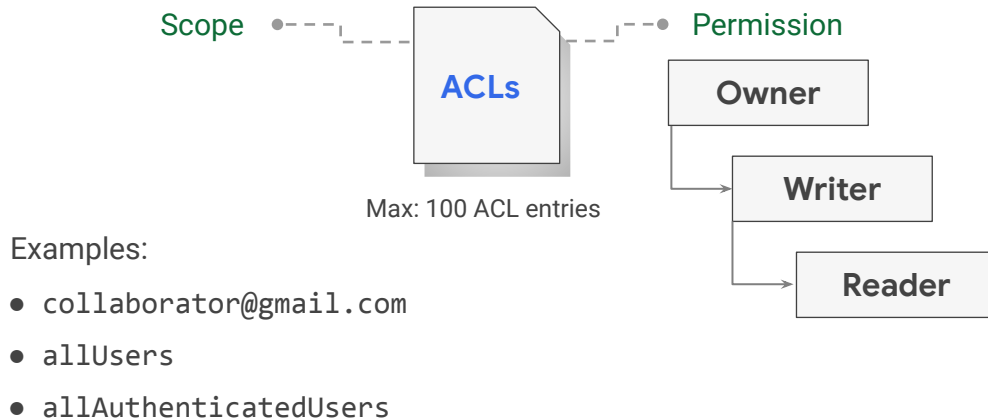 Scope
Permission
ACLs
Owner
Writer
Reader
Max: 100 ACL entries
Examples:
● collaborator@gmail.com
● allUsers
● allAuthenticatedUsers